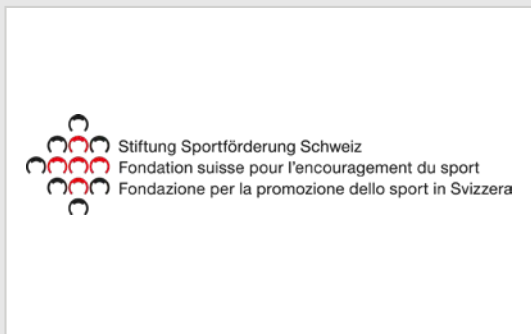 Stiftung Sportförderung Schweiz
Fondation suisse pour l'encouragement du sport
Fondazione per la promozione dello sport in Svizzera